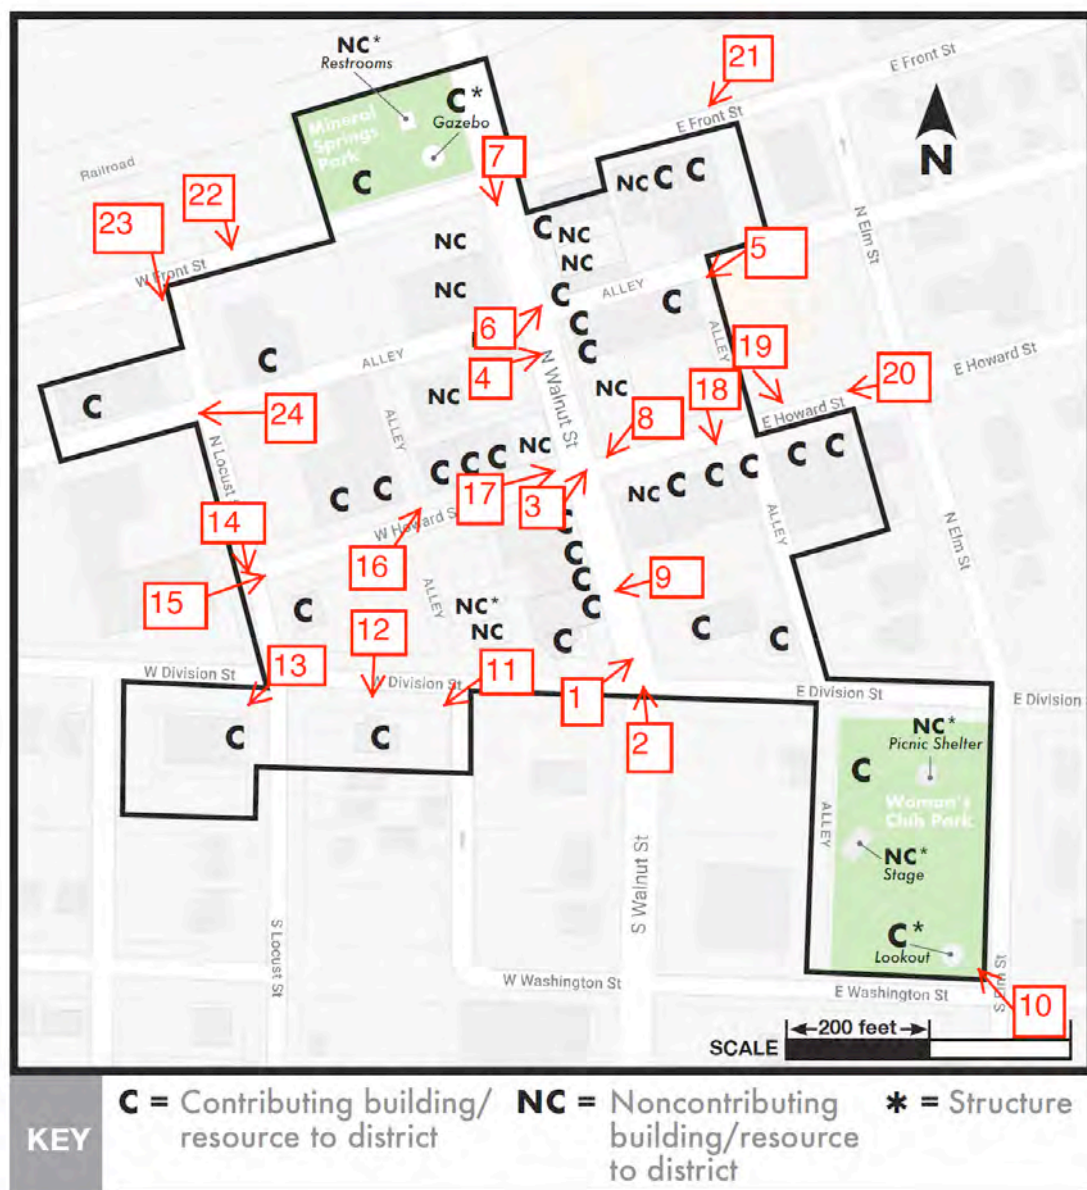 NC*
Restrooms
21
E Front St
C*
Gazebo
E Front St
Mineral
Springs
Park
7
N
Railroad
C
NC C C
22
23
C
NC
NC
5
N Elm St
W Front St
NC
NC
C
ALLEY
C
6
C
19
ALLEY
E Howard St
C
ALLEY
4
C
N Walnut St
NC
20
C
NC
18
E Howard St
24
8
ALLEY
N Locust
NC
C C
17
C C C
3
NC C C C
C C
14
W Howard S
C
ALLEY
N Elm St
16
C
15
C
9
C
ALLEY
NC*
C
12
NC
C
C
C
W Division St
13
Division St
11
1
E Division St
E Division
2
NC*
Picnic Shelter
C
C
C
Woman's
Club Park
ALLEY
NC*
Stage
S Walnut St
S Locust St
C*
Lookout
W Washington St
E Washington St
S Elm St
10
200 feet
SCALE
KEY
C = Contributing building/
resource to district
NC = Noncontributing
building/resource
to district
* = Structure